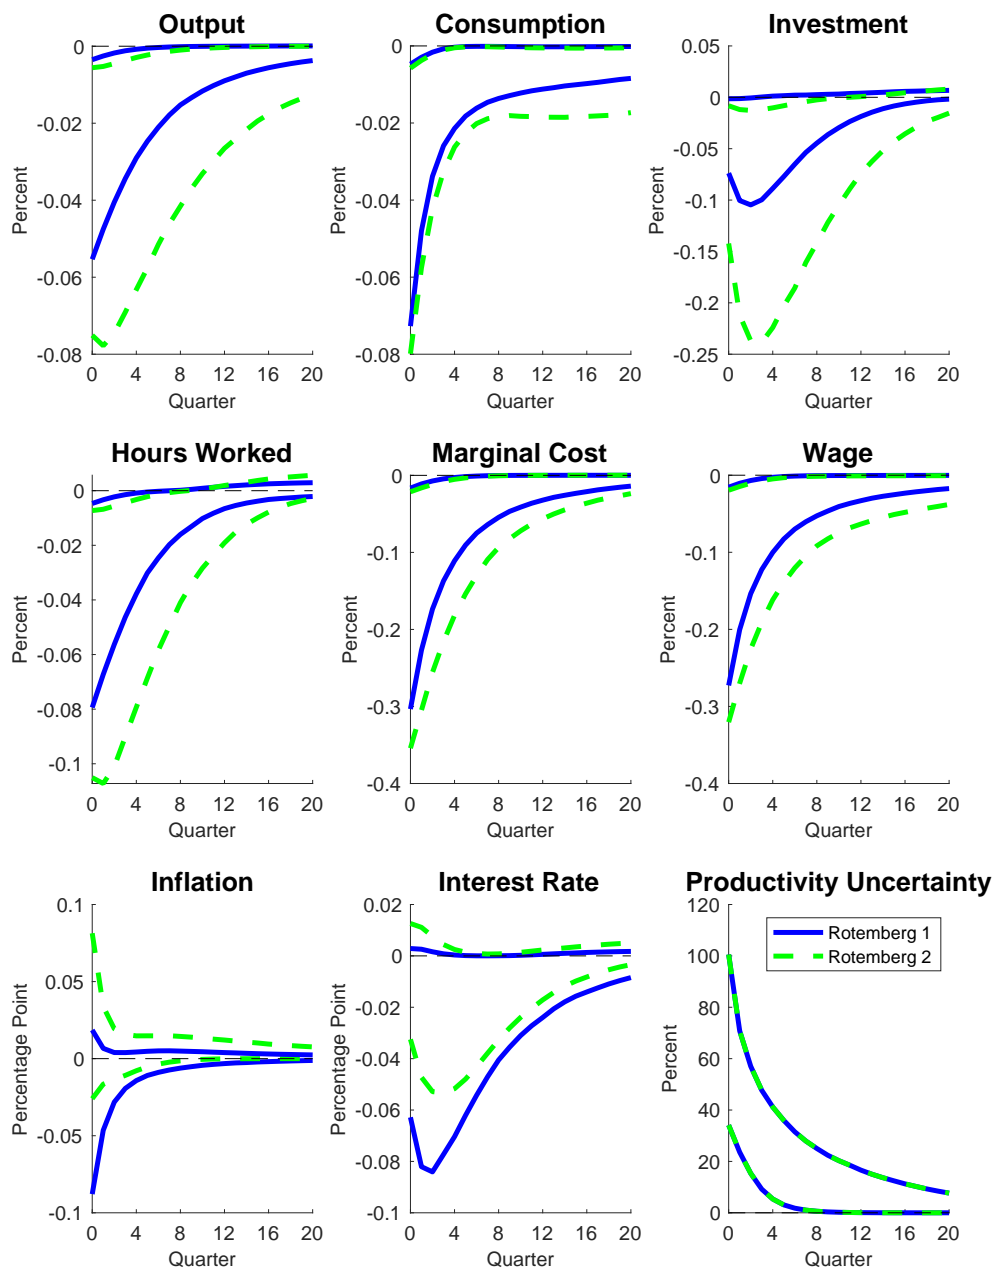 Output
Percent
0
-0.02
-0.04
-0.06
-0.08
0 4 8 12 16 20
Quarter
Consumption
Percent
0
-0.02
-0.04
-0.06
-0.08
0 4 8 12 16 20
Quarter
Investment
Percent
0.05
0
-0.05
-0.1
-0.15
-0.2
-0.25
0 4 8 12 16 20
Quarter
Hours Worked
Percent
0
-0.02
-0.04
-0.06
-0.08
-0.1
0 4 8 12 16 20
Quarter
Marginal Cost
Percent
0
-0.1
-0.2
-0.3
-0.4
0 4 8 12 16 20
Quarter
Wage
Percent
0
-0.1
-0.2
-0.3
-0.4
0 4 8 12 16 20
Quarter
Inflation
Percentage Point
0.1
0.05
0
-0.05
-0.1
0 4 8 12 16 20
Quarter
Interest Rate
Percentage Point
0.02
0
-0.02
-0.04
-0.06
-0.08
-0.1
0 4 8 12 16 20
Quarter
Productivity Uncertainty
Percent
120
100
80
60
40
20
0
Rotemberg 1
Rotemberg 2
0 4 8 12 16 20
Quarter